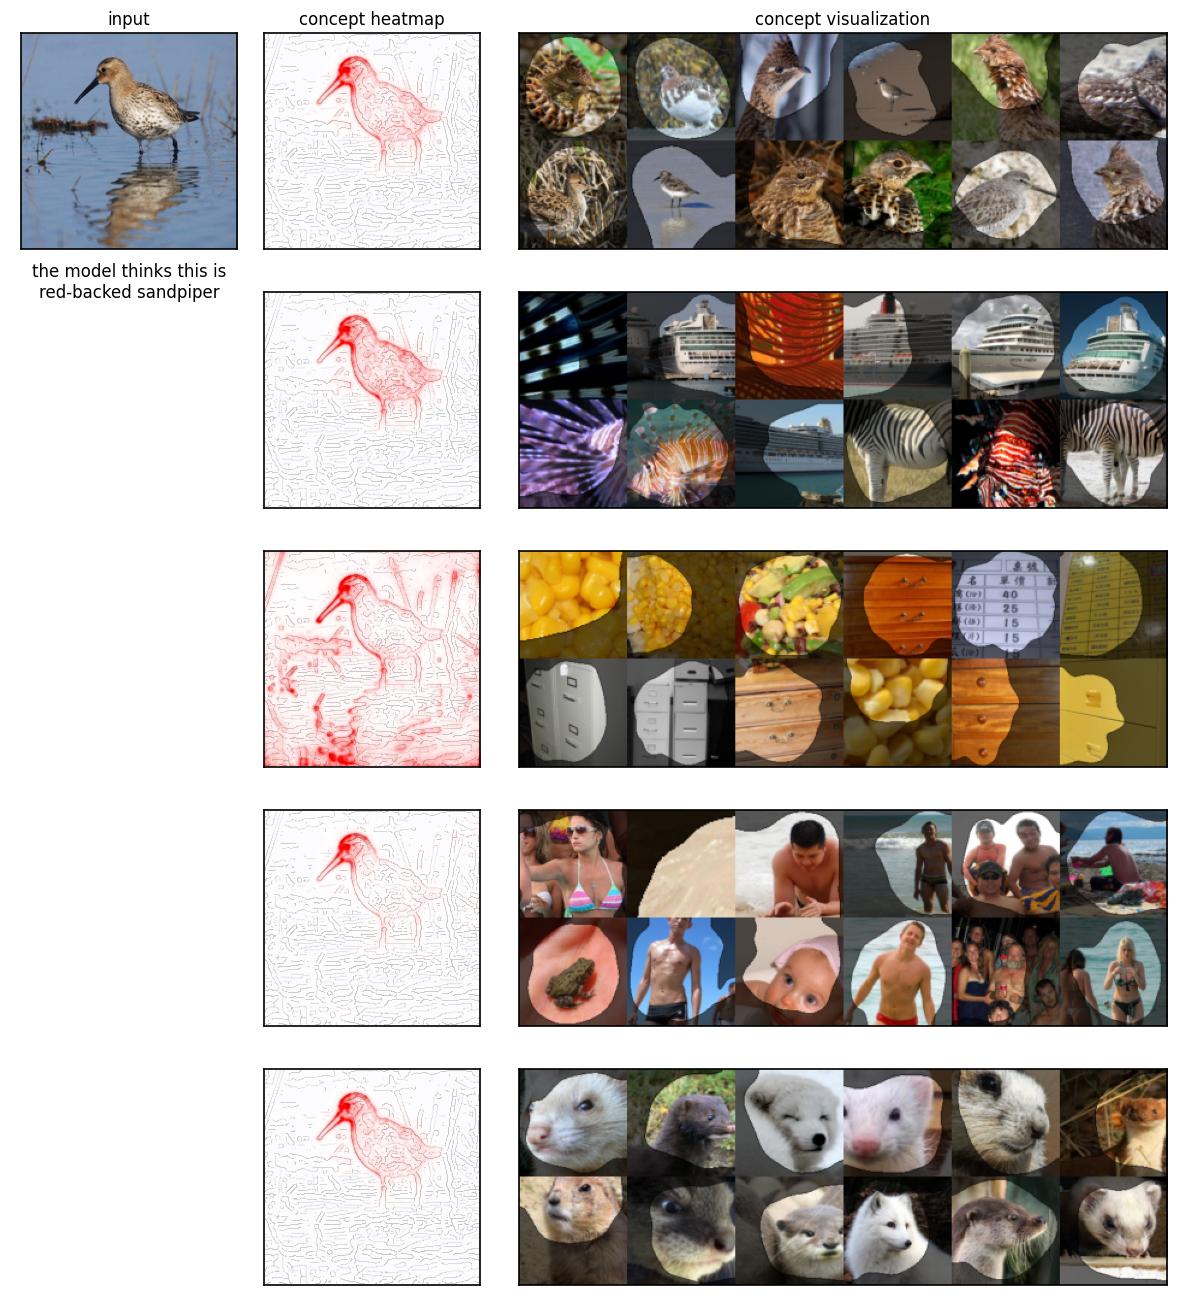 input
concept heatmap
concept visualization
the model thinks this is
red-backed sandpiper
名 單價
40
25
15
15